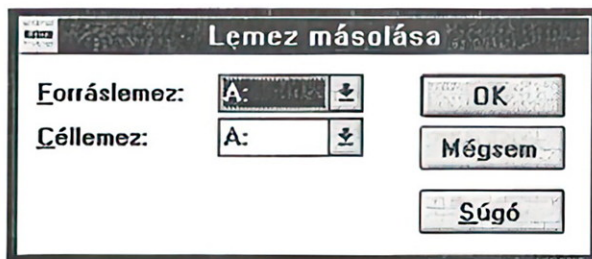 Lemez másolása
Forráslemez: A: OK
Céllemez: A: Mégsem
Súgó